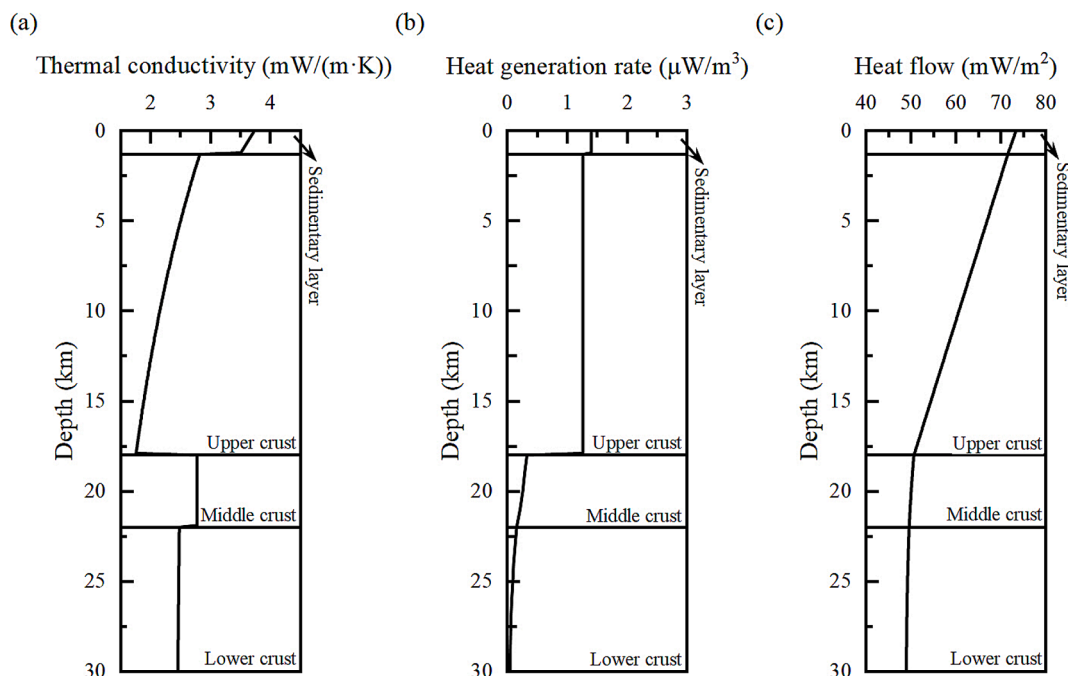 (a)
Thermal conductivity (mW/(m·K))
2 3 4
0
5
10
15
20
25
30
Depth (km)
Sedimentary layer
Upper crust
Middle crust
Lower crust
(b)
Heat generation rate (μW/m³)
0 1 2 3
0
5
10
15
20
25
30
Depth (km)
Sedimentary layer
Upper crust
Middle crust
Lower crust
(c)
Heat flow (mW/m²)
40 50 60 70 80
0
5
10
15
20
25
30
Depth (km)
Sedimentary layer
Upper crust
Middle crust
Lower crust